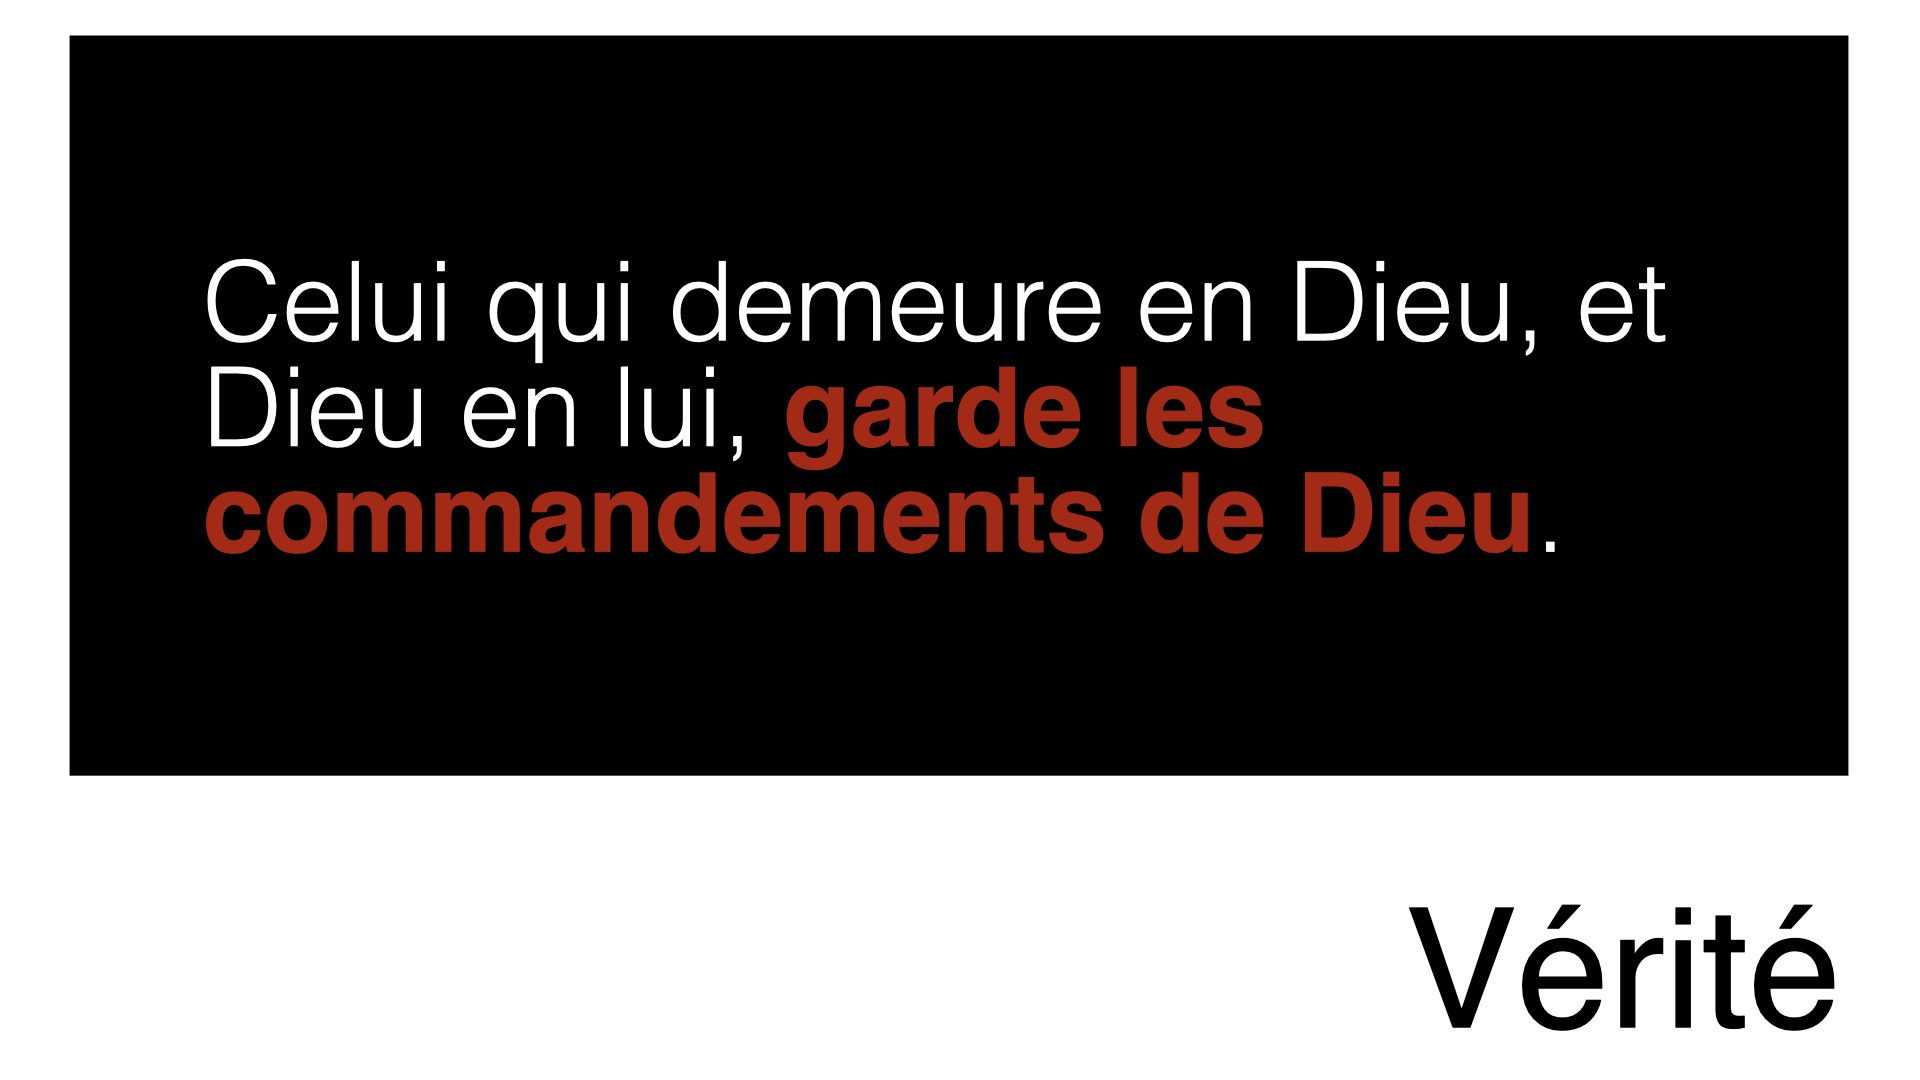 Celui qui demeure en Dieu, et
Dieu en lui, garde les
commandements de Dieu.
Vérité